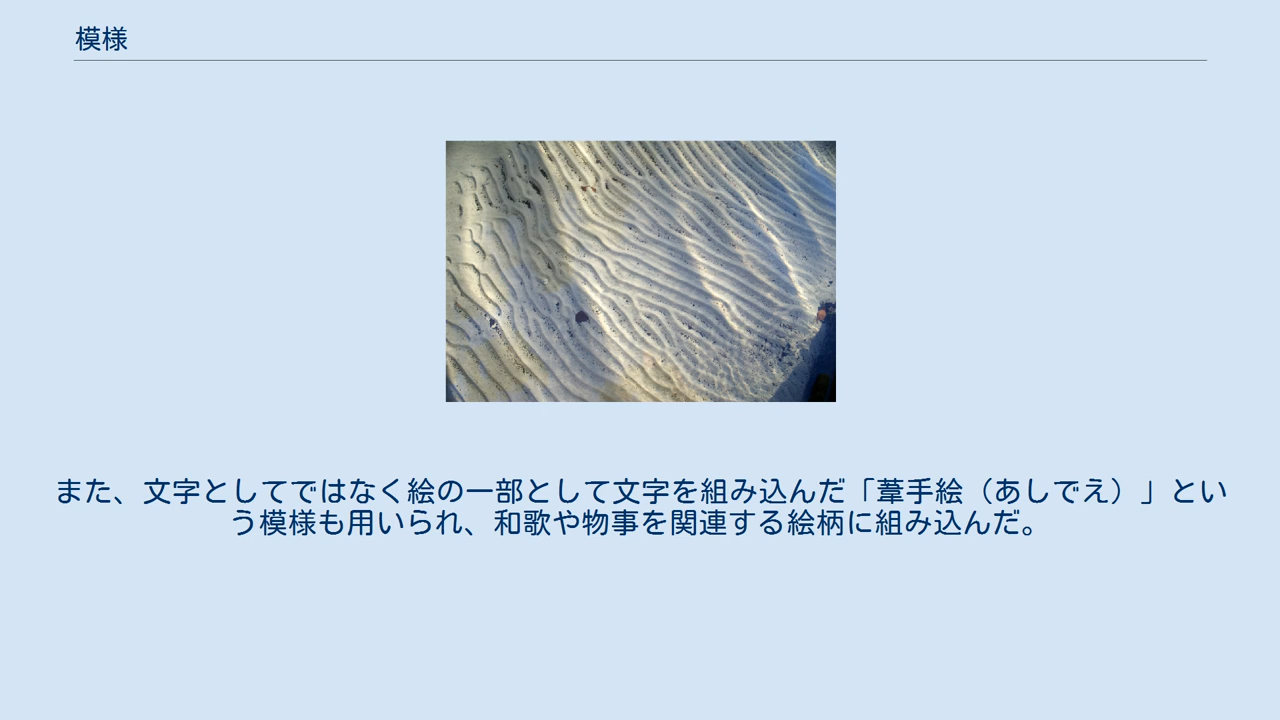 模様
また、文字としてではなく絵の一部として文字を組み込んだ「葦手絵（あしでえ）」とい
う模様も用いられ、和歌や物事を関連する絵柄に組み込んだ。